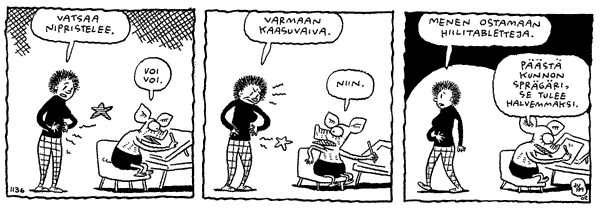 VATSAA
NIPRISTELEE.
VOI
VOI.
1136
VARMAAN
KAASUVAIVA.
NIIN.
MENEN OSTAMAAN
HIILITABLETTEJA.
PÄÄSTÄ
KUNNON
SPRÄGÄRI,
SE TULEE
HALVEMMAKSI.